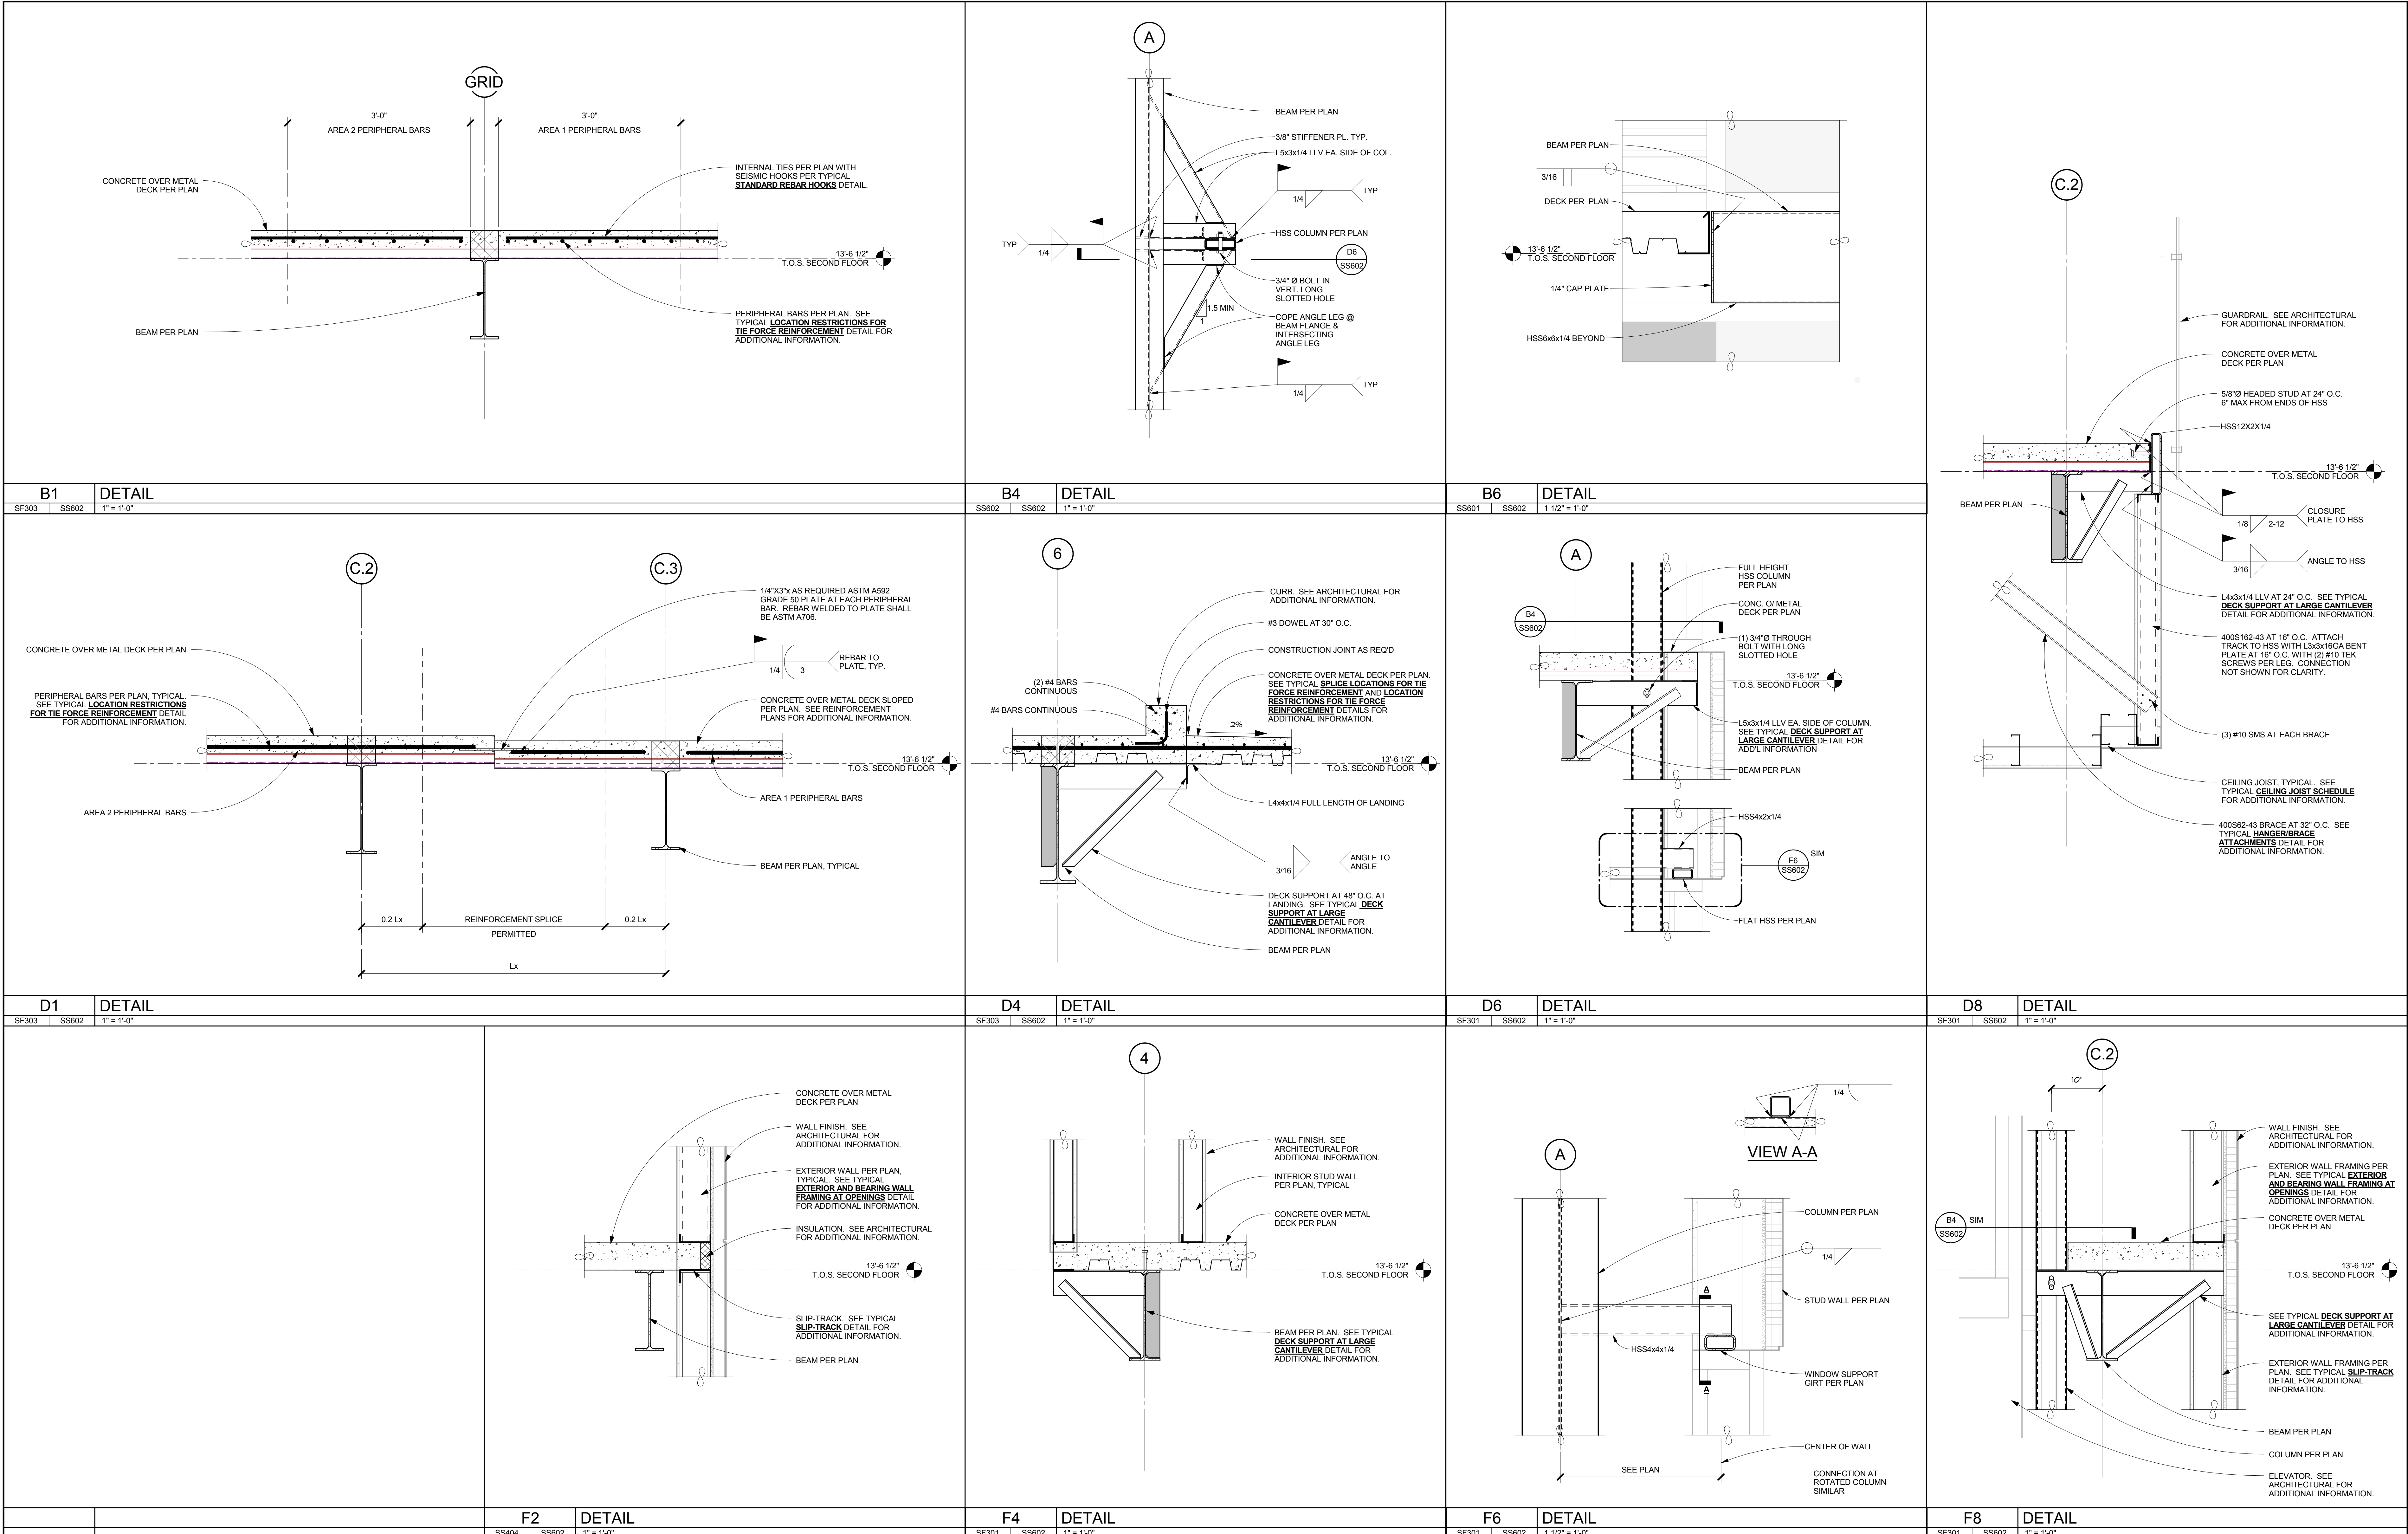 GRID
3'-0"
AREA 2 PERIPHERAL BARS
3'-0"
AREA 1 PERIPHERAL BARS
CONCRETE OVER METAL
DECK PER PLAN
INTERNAL TIES PER PLAN WITH
SEISMIC HOOKS PER TYPICAL
STANDARD REBAR HOOKS DETAIL.
13'-6 1/2"
T.O.S. SECOND FLOOR
BEAM PER PLAN
PERIPHERAL BARS PER PLAN. SEE
TYPICAL LOCATION RESTRICTIONS FOR
TIE FORCE REINFORCEMENT DETAIL FOR
ADDITIONAL INFORMATION.
B1
DETAIL
SF303
SS602
1" = 1'-0"
A
BEAM PER PLAN
3/8" STIFFENER PL. TYP.
L5x3x1/4 LLV EA. SIDE OF COL.
1/4
TYP
TYP
1/4
HSS COLUMN PER PLAN
D6
SS602
3/4" Ø BOLT IN
VERT. LONG
SLOTTED HOLE
1.5 MIN
1
COPE ANGLE LEG @
BEAM FLANGE &
INTERSECTING
ANGLE LEG
1/4
TYP
B4
DETAIL
SS602
SS602
1" = 1'-0"
BEAM PER PLAN
3/16
DECK PER PLAN
13'-6 1/2"
T.O.S. SECOND FLOOR
1/4" CAP PLATE
HSS6x6x1/4 BEYOND
B6
DETAIL
SS601
SS602
1 1/2" = 1'-0"
C.2
GUARDRAIL. SEE ARCHITECTURAL
FOR ADDITIONAL INFORMATION.
CONCRETE OVER METAL
DECK PER PLAN
5/8"Ø HEADED STUD AT 24" O.C.
6" MAX FROM ENDS OF HSS
HSS12X2X1/4
13'-6 1/2"
T.O.S. SECOND FLOOR
BEAM PER PLAN
1/8
2-12
CLOSURE
PLATE TO HSS
3/16
ANGLE TO HSS
L4x3x1/4 LLV AT 24" O.C. SEE TYPICAL
DECK SUPPORT AT LARGE CANTILEVER
DETAIL FOR ADDITIONAL INFORMATION.
400S162-43 AT 16" O.C. ATTACH
TRACK TO HSS WITH L3x3x16GA BENT
PLATE AT 16" O.C. WITH (2) #10 TEK
SCREWS PER LEG. CONNECTION
NOT SHOWN FOR CLARITY.
(3) #10 SMS AT EACH BRACE
CEILING JOIST, TYPICAL. SEE
TYPICAL CEILING JOIST SCHEDULE
FOR ADDITIONAL INFORMATION.
400S62-43 BRACE AT 32" O.C. SEE
TYPICAL HANGER/BRACE
ATTACHMENTS DETAIL FOR
ADDITIONAL INFORMATION.
D8
DETAIL
SF301
SS602
1" = 1'-0"
C.2
C.3
1/4"X3"x AS REQUIRED ASTM A592
GRADE 50 PLATE AT EACH PERIPHERAL
BAR. REBAR WELDED TO PLATE SHALL
BE ASTM A706.
1/4
3
REBAR TO
PLATE, TYP.
CONCRETE OVER METAL DECK PER PLAN
PERIPHERAL BARS PER PLAN, TYPICAL.
SEE TYPICAL LOCATION RESTRICTIONS
FOR TIE FORCE REINFORCEMENT DETAIL
FOR ADDITIONAL INFORMATION.
CONCRETE OVER METAL DECK SLOPED
PER PLAN. SEE REINFORCEMENT
PLANS FOR ADDITIONAL INFORMATION.
13'-6 1/2"
T.O.S. SECOND FLOOR
AREA 1 PERIPHERAL BARS
AREA 2 PERIPHERAL BARS
BEAM PER PLAN, TYPICAL
0.2 Lx
REINFORCEMENT SPLICE
PERMITTED
0.2 Lx
Lx
D1
DETAIL
SF303
SS602
1" = 1'-0"
6
CURB. SEE ARCHITECTURAL FOR
ADDITIONAL INFORMATION.
#3 DOWEL AT 30" O.C.
CONSTRUCTION JOINT AS REQ'D
(2) #4 BARS
CONTINUOUS
#4 BARS CONTINUOUS
CONCRETE OVER METAL DECK PER PLAN.
SEE TYPICAL SPLICE LOCATIONS FOR TIE
FORCE REINFORCEMENT AND LOCATION
RESTRICTIONS FOR TIE FORCE
REINFORCEMENT DETAILS FOR
ADDITIONAL INFORMATION.
2%
13'-6 1/2"
T.O.S. SECOND FLOOR
L4x4x1/4 FULL LENGTH OF LANDING
3/16
ANGLE TO
ANGLE
DECK SUPPORT AT 48" O.C. AT
LANDING. SEE TYPICAL DECK
SUPPORT AT LARGE
CANTILEVER DETAIL FOR
ADDITIONAL INFORMATION.
BEAM PER PLAN
D4
DETAIL
SF303
SS602
1" = 1'-0"
A
FULL HEIGHT
HSS COLUMN
PER PLAN
CONC. O/ METAL
DECK PER PLAN
B4
SS602
(1) 3/4"Ø THROUGH
BOLT WITH LONG
SLOTTED HOLE
13'-6 1/2"
T.O.S. SECOND FLOOR
L5x3x1/4 LLV EA. SIDE OF COLUMN.
SEE TYPICAL DECK SUPPORT AT
LARGE CANTILEVER DETAIL FOR
ADD'L INFORMATION
BEAM PER PLAN
HSS4x2x1/4
F6
SS602
SIM
FLAT HSS PER PLAN
D6
DETAIL
SF301
SS602
1" = 1'-0"
CONCRETE OVER METAL
DECK PER PLAN
WALL FINISH. SEE
ARCHITECTURAL FOR
ADDITIONAL INFORMATION.
EXTERIOR WALL PER PLAN,
TYPICAL. SEE TYPICAL
EXTERIOR AND BEARING WALL
FRAMING AT OPENINGS DETAIL
FOR ADDITIONAL INFORMATION.
INSULATION. SEE ARCHITECTURAL
FOR ADDITIONAL INFORMATION.
13'-6 1/2"
T.O.S. SECOND FLOOR
SLIP-TRACK. SEE TYPICAL
SLIP-TRACK DETAIL FOR
ADDITIONAL INFORMATION.
BEAM PER PLAN
F2
DETAIL
SS404
SS602
1" = 1'-0"
4
WALL FINISH. SEE
ARCHITECTURAL FOR
ADDITIONAL INFORMATION.
INTERIOR STUD WALL
PER PLAN, TYPICAL
CONCRETE OVER METAL
DECK PER PLAN
13'-6 1/2"
T.O.S. SECOND FLOOR
BEAM PER PLAN. SEE TYPICAL
DECK SUPPORT AT LARGE
CANTILEVER DETAIL FOR
ADDITIONAL INFORMATION.
F4
DETAIL
SF301
SS602
1" = 1'-0"
1/4
VIEW A-A
A
COLUMN PER PLAN
1/4
A
STUD WALL PER PLAN
HSS4x4x1/4
WINDOW SUPPORT
GIRT PER PLAN
A
CENTER OF WALL
SEE PLAN
CONNECTION AT
ROTATED COLUMN
SIMILAR
F6
DETAIL
SF301
SS602
1 1/2" = 1'-0"
C.2
10"
WALL FINISH. SEE
ARCHITECTURAL FOR
ADDITIONAL INFORMATION.
EXTERIOR WALL FRAMING PER
PLAN. SEE TYPICAL EXTERIOR
AND BEARING WALL FRAMING AT
OPENINGS DETAIL FOR
ADDITIONAL INFORMATION.
B4
SS602
SIM
CONCRETE OVER METAL
DECK PER PLAN
13'-6 1/2"
T.O.S. SECOND FLOOR
SEE TYPICAL DECK SUPPORT AT
LARGE CANTILEVER DETAIL FOR
ADDITIONAL INFORMATION.
EXTERIOR WALL FRAMING PER
PLAN. SEE TYPICAL SLIP-TRACK
DETAIL FOR ADDITIONAL
INFORMATION.
BEAM PER PLAN
COLUMN PER PLAN
ELEVATOR. SEE
ARCHITECTURAL FOR
ADDITIONAL INFORMATION.
F8
DETAIL
SF301
SS602
1" = 1'-0"